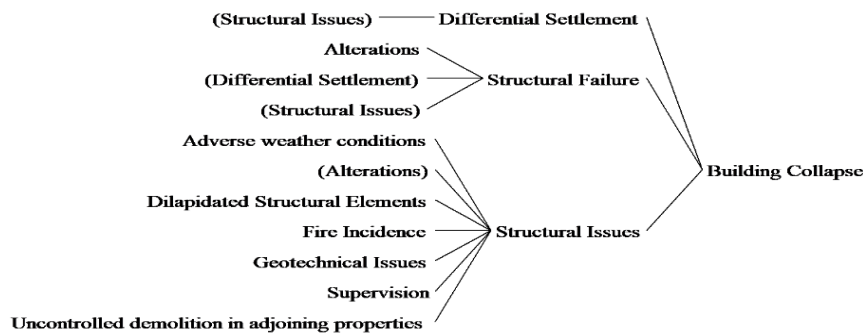 (Structural Issues) Differential Settlement
Alterations
(Differential Settlement) Structural Failure
(Structural Issues)
Adverse weather conditions
(Alterations) Building Collapse
Dilapidated Structural Elements
Fire Incidence Structural Issues
Geotechnical Issues
Supervision
Uncontrolled demolition in adjoining properties